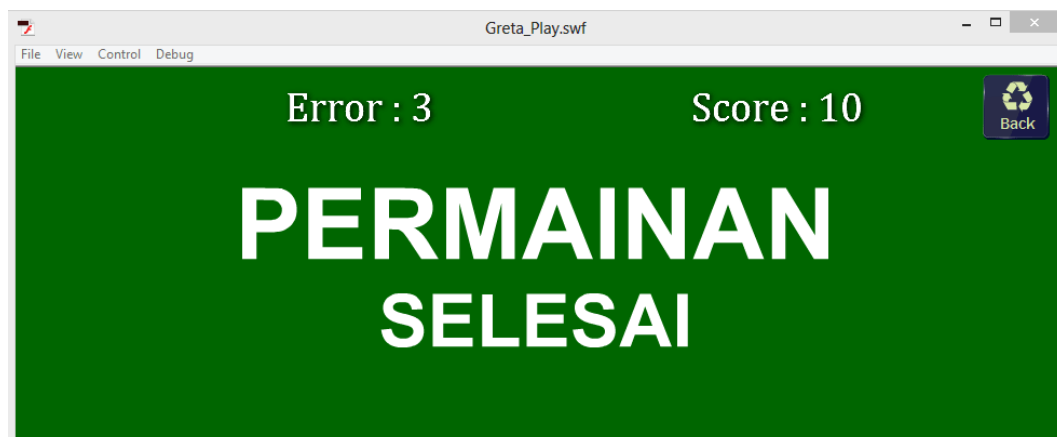 Greta_Play.swf
File View Control Debug
Error : 3 Score : 10
Back
PERMAINAN
SELESAI